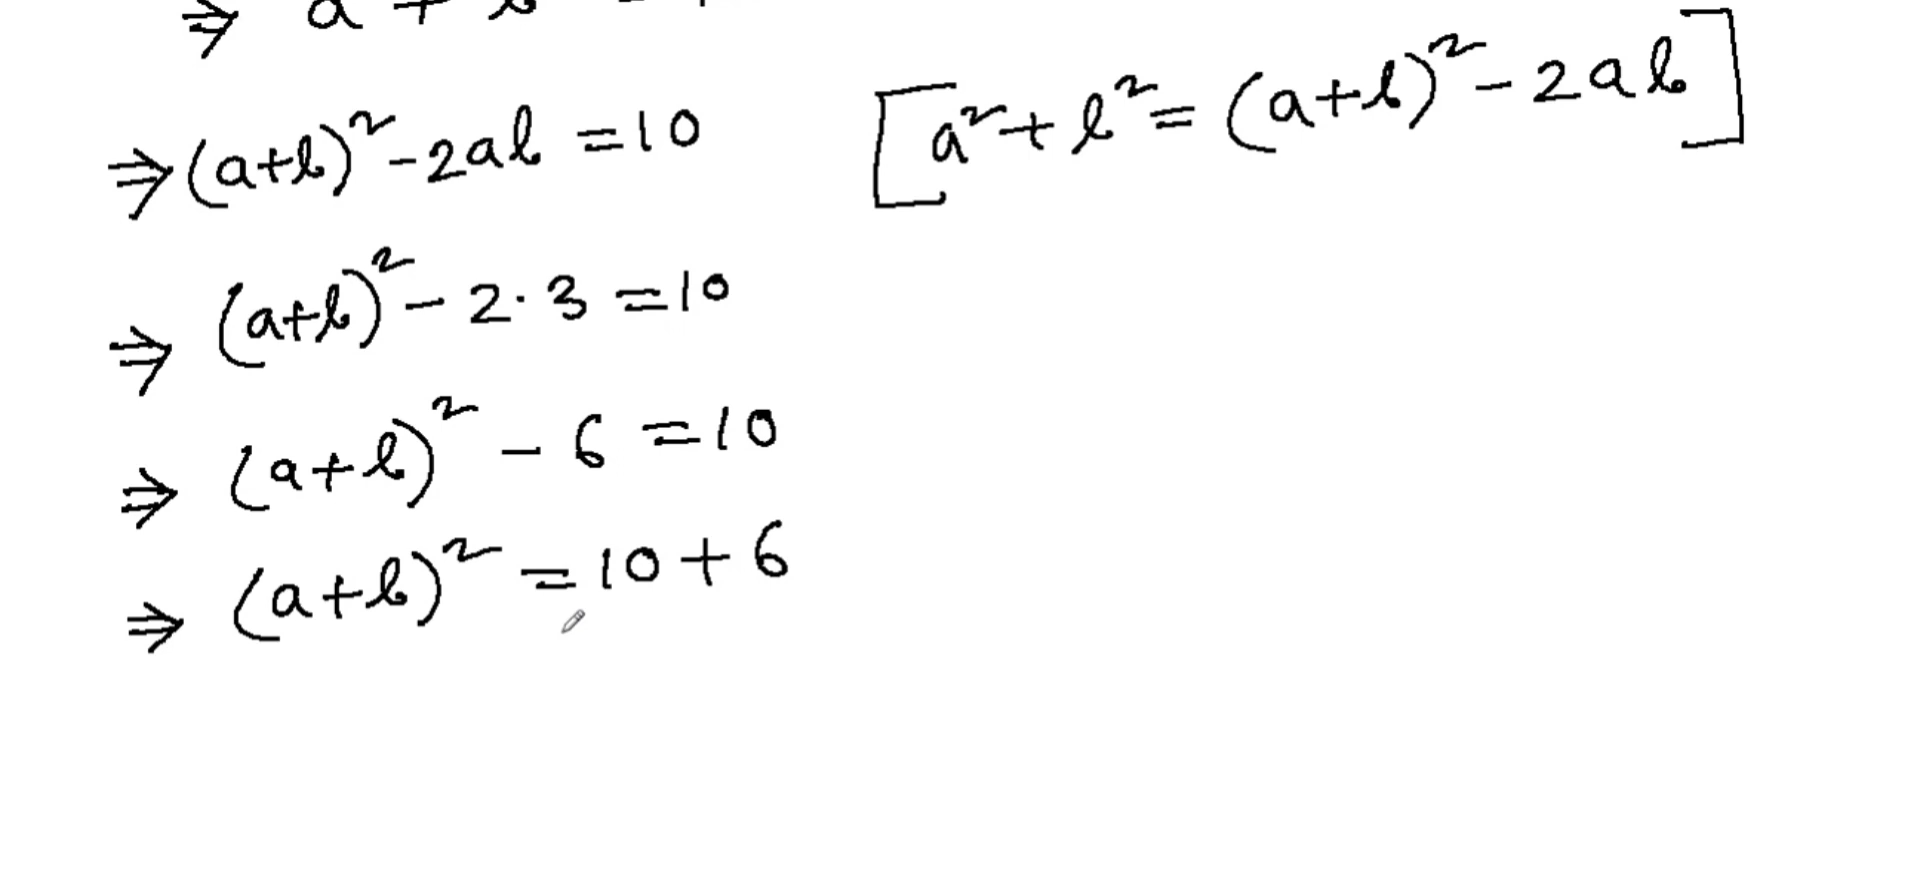 ⇒ (a+b)² - 2ab = 10
[a² + b² = (a+b)² - 2ab]
⇒ (a+b)² - 2·3 = 10
⇒ (a+b)² - 6 = 10
⇒ (a+b)² = 10 + 6